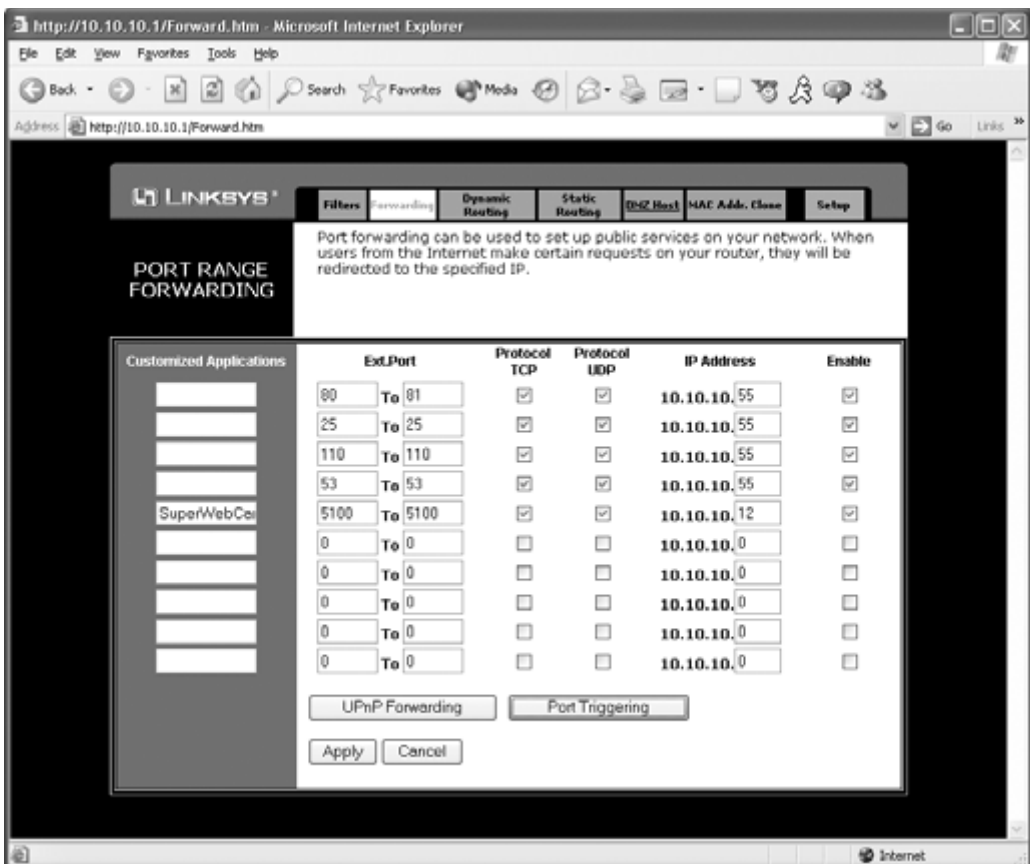 http://10.10.10.1/Forward.htm - Microsoft Internet Explorer
File Edit View Favorites Tools Help
Back Search Favorites Media
Address http://10.10.10.1/Forward.htm Go Links »
LINKSYS®
Filters Forwarding Dynamic Routing Static Routing DMZ Host MAC Addr. Clone Setup
PORT RANGE
FORWARDING
Port forwarding can be used to set up public services on your network. When
users from the Internet make certain requests on your router, they will be
redirected to the specified IP.
Customized Applications Ext.Port Protocol TCP Protocol UDP IP Address Enable
80 To 81 10.10.10. 55
25 To 25 10.10.10. 55
110 To 110 10.10.10. 55
53 To 53 10.10.10. 55
SuperWebCa 5100 To 5100 10.10.10. 12
0 To 0 10.10.10. 0
0 To 0 10.10.10. 0
0 To 0 10.10.10. 0
0 To 0 10.10.10. 0
0 To 0 10.10.10. 0
UPnP Forwarding Port Triggering
Apply Cancel
Internet